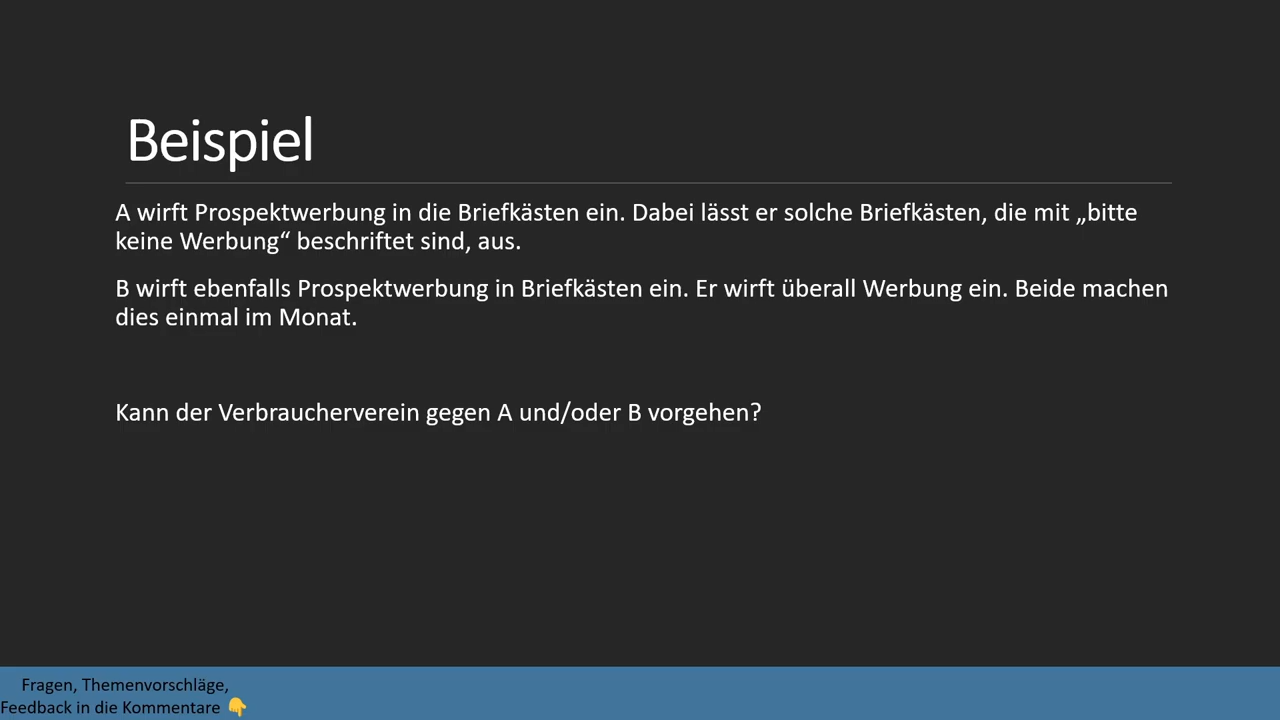 Beispiel
A wirft Prospektwerbung in die Briefkästen ein. Dabei lässt er solche Briefkästen, die mit „bitte
keine Werbung“ beschriftet sind, aus.
B wirft ebenfalls Prospektwerbung in Briefkästen ein. Er wirft überall Werbung ein. Beide machen
dies einmal im Monat.
Kann der Verbraucherverein gegen A und/oder B vorgehen?
Fragen, Themenvorschläge,
Feedback in die Kommentare 👇